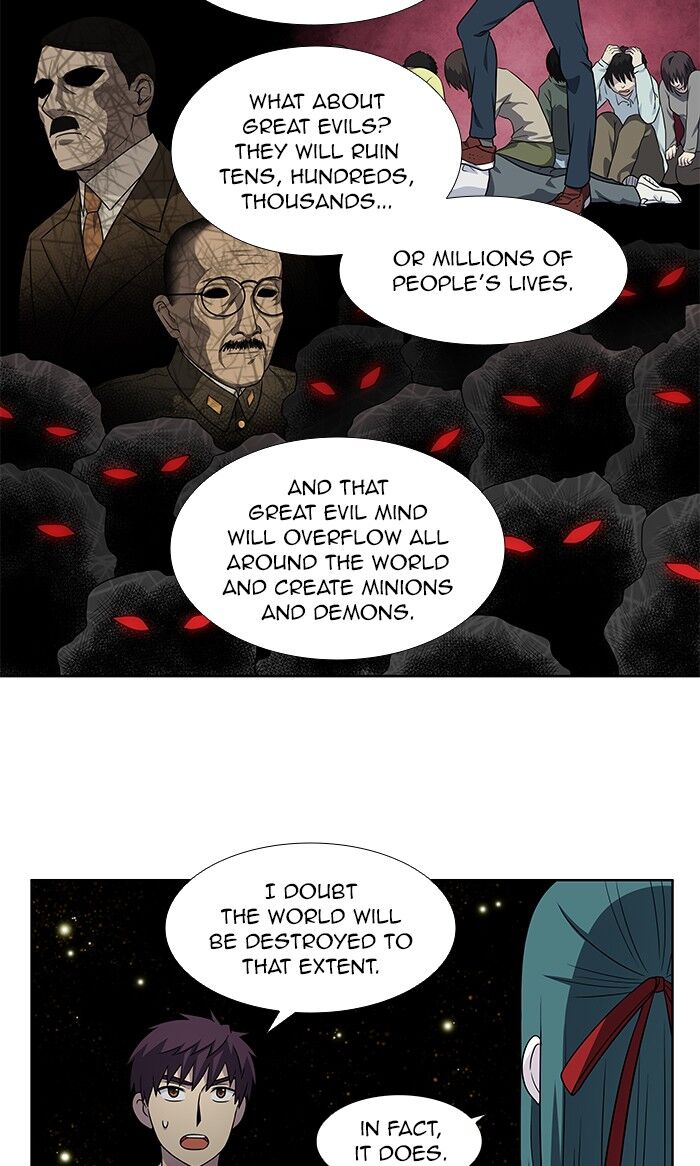 WHAT ABOUT
GREAT EVILS?
THEY WILL RUIN
TENS, HUNDREDS,
THOUSANDS...
OR MILLIONS OF
PEOPLE'S LIVES.
AND THAT
GREAT EVIL MIND
WILL OVERFLOW ALL
AROUND THE WORLD
AND CREATE MINIONS
AND DEMONS.
I DOUBT
THE WORLD WILL
BE DESTROYED TO
THAT EXTENT.
IN FACT,
IT DOES.